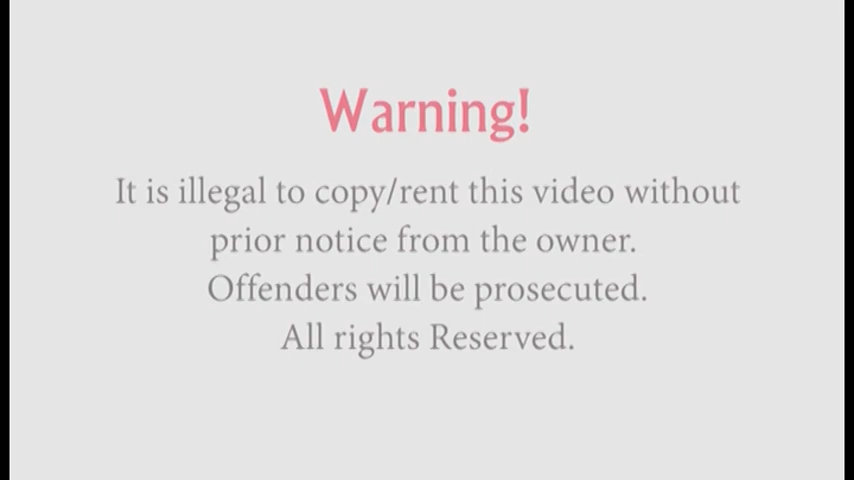 Warning!
It is illegal to copy/rent this video without
prior notice from the owner.
Offenders will be prosecuted.
All rights Reserved.